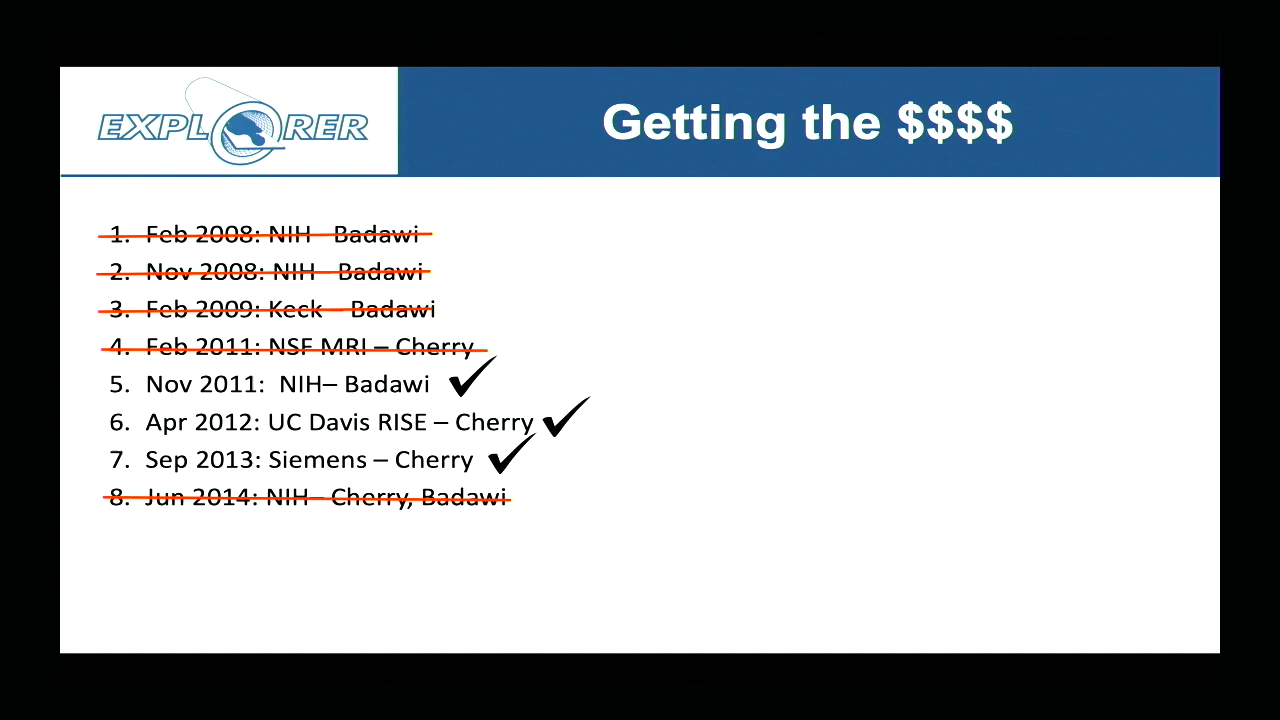 EXPLORER
Getting the $$$$
1. Feb 2008: NIH - Badawi
2. Nov 2008: NIH - Badawi
3. Feb 2009: Keck – Badawi
4. Feb 2011: NSF MRI – Cherry
5. Nov 2011: NIH– Badawi
6. Apr 2012: UC Davis RISE – Cherry
7. Sep 2013: Siemens – Cherry
8. Jun 2014: NIH– Cherry, Badawi